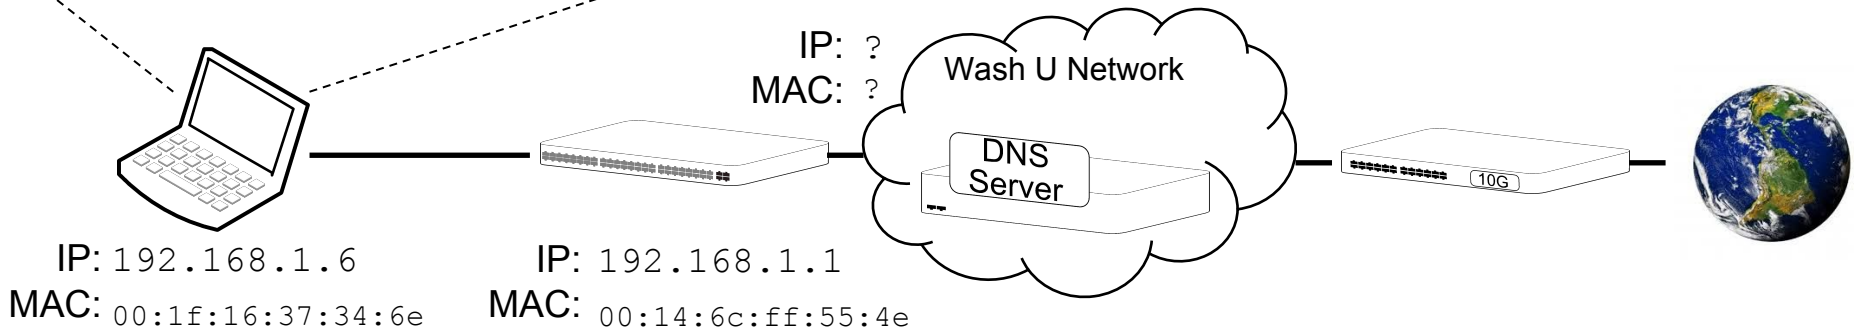 IP: ?
MAC: ?
Wash U Network
DNS
Server
10G
IP: 192.168.1.6
MAC: 00:1f:16:37:34:6e
IP: 192.168.1.1
MAC: 00:14:6c:ff:55:4e